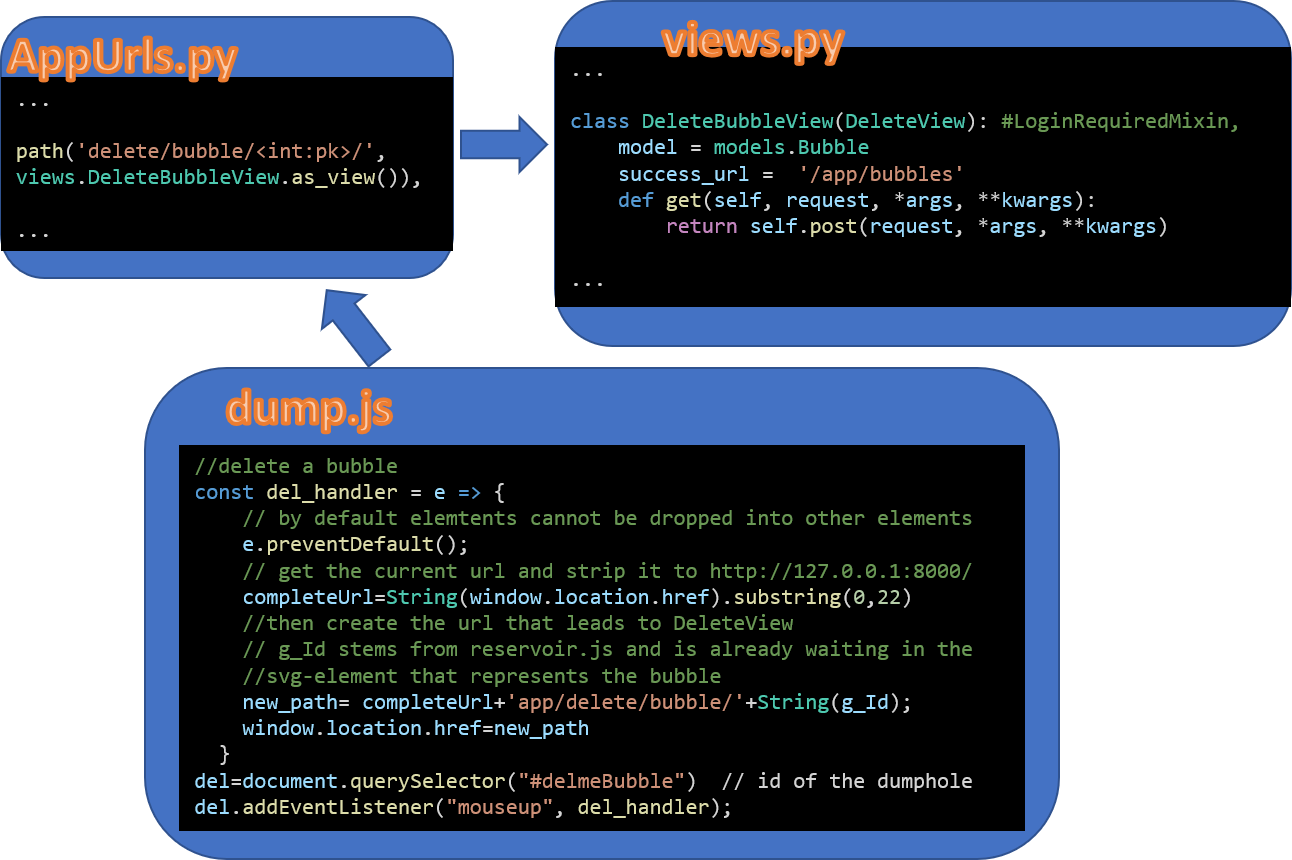 AppUrls.py
...
path('delete/bubble/<int:pk>/',
views.DeleteBubbleView.as_view()),
...
views.py
...
class DeleteBubbleView(DeleteView): #LoginRequiredMixin,
    model = models.Bubble
    success_url =  '/app/bubbles'
    def get(self, request, *args, **kwargs):
        return self.post(request, *args, **kwargs)
...
dump.js
//delete a bubble
const del_handler = e => {
    // by default elemtents cannot be dropped into other elements
    e.preventDefault();
    // get the current url and strip it to http://127.0.0.1:8000/
    completeUrl=String(window.location.href).substring(0,22)
    //then create the url that leads to DeleteView
    // g_Id stems from reservoir.js and is already waiting in the
    //svg-element that represents the bubble
    new_path= completeUrl+'app/delete/bubble/'+String(g_Id);
    window.location.href=new_path
  }
del=document.querySelector("#delmeBubble")  // id of the dumphole
del.addEventListener("mouseup", del_handler);